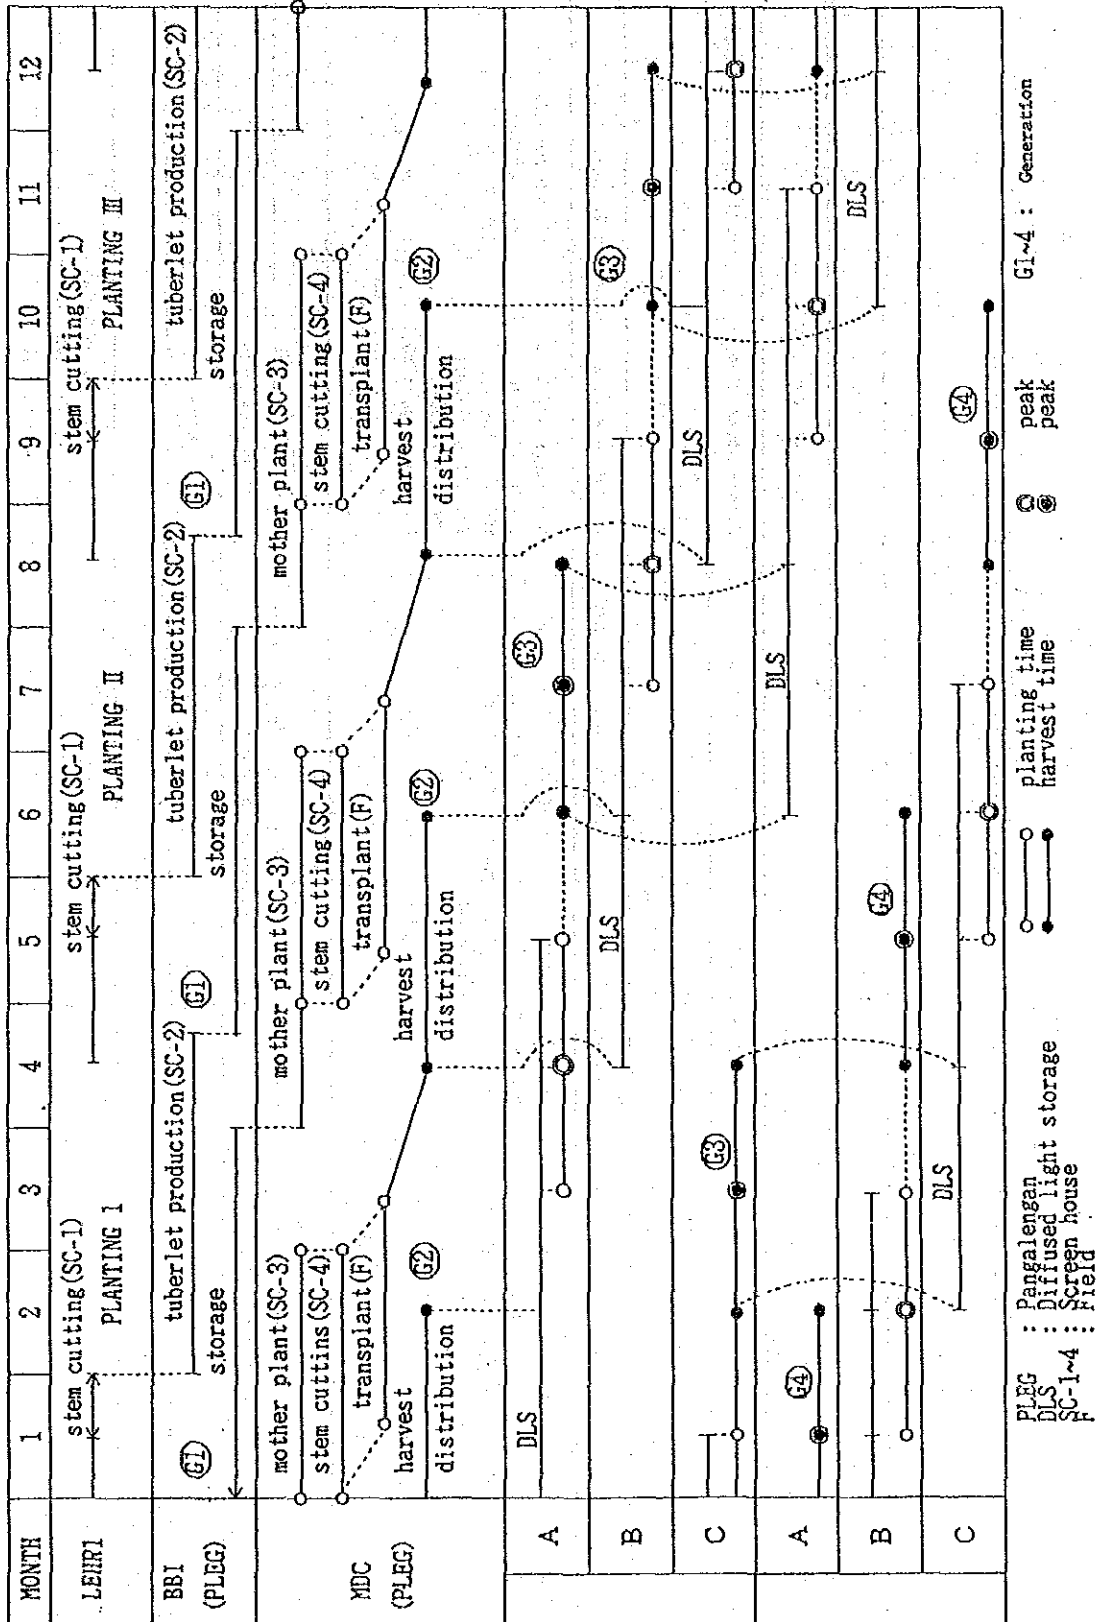 MONTH 1 2 3 4 5 6 7 8 9 10 11 12
LEHRI
stem cutting(SC-1) stem cutting(SC-1) stem cutting(SC-1)
PLANTING I PLANTING II PLANTING III
BBI
(PLEG)
G1 tuberlet production(SC-2) G1 tuberlet production(SC-2) G1 tuberlet production(SC-2)
storage storage storage
MDC
(PLEG)
mother plant(SC-3) mother plant(SC-3) mother plant(SC-3)
stem cuttins(SC-4) stem cutting(SC-4) stem cutting(SC-4)
transplant(F) transplant(F) transplant(F)
harvest harvest harvest
distribution G2 distribution G2 distribution G2
A DLS G3
B DLS G3
C G3 DLS
A G4 DLS
B G4 DLS
C DLS G4
PLEG : Pangalengan
DLS : Diffused light storage
SC-1~4 : Screen house
F : Field
planting time
harvest time
peak
peak
G1~4 : Generation